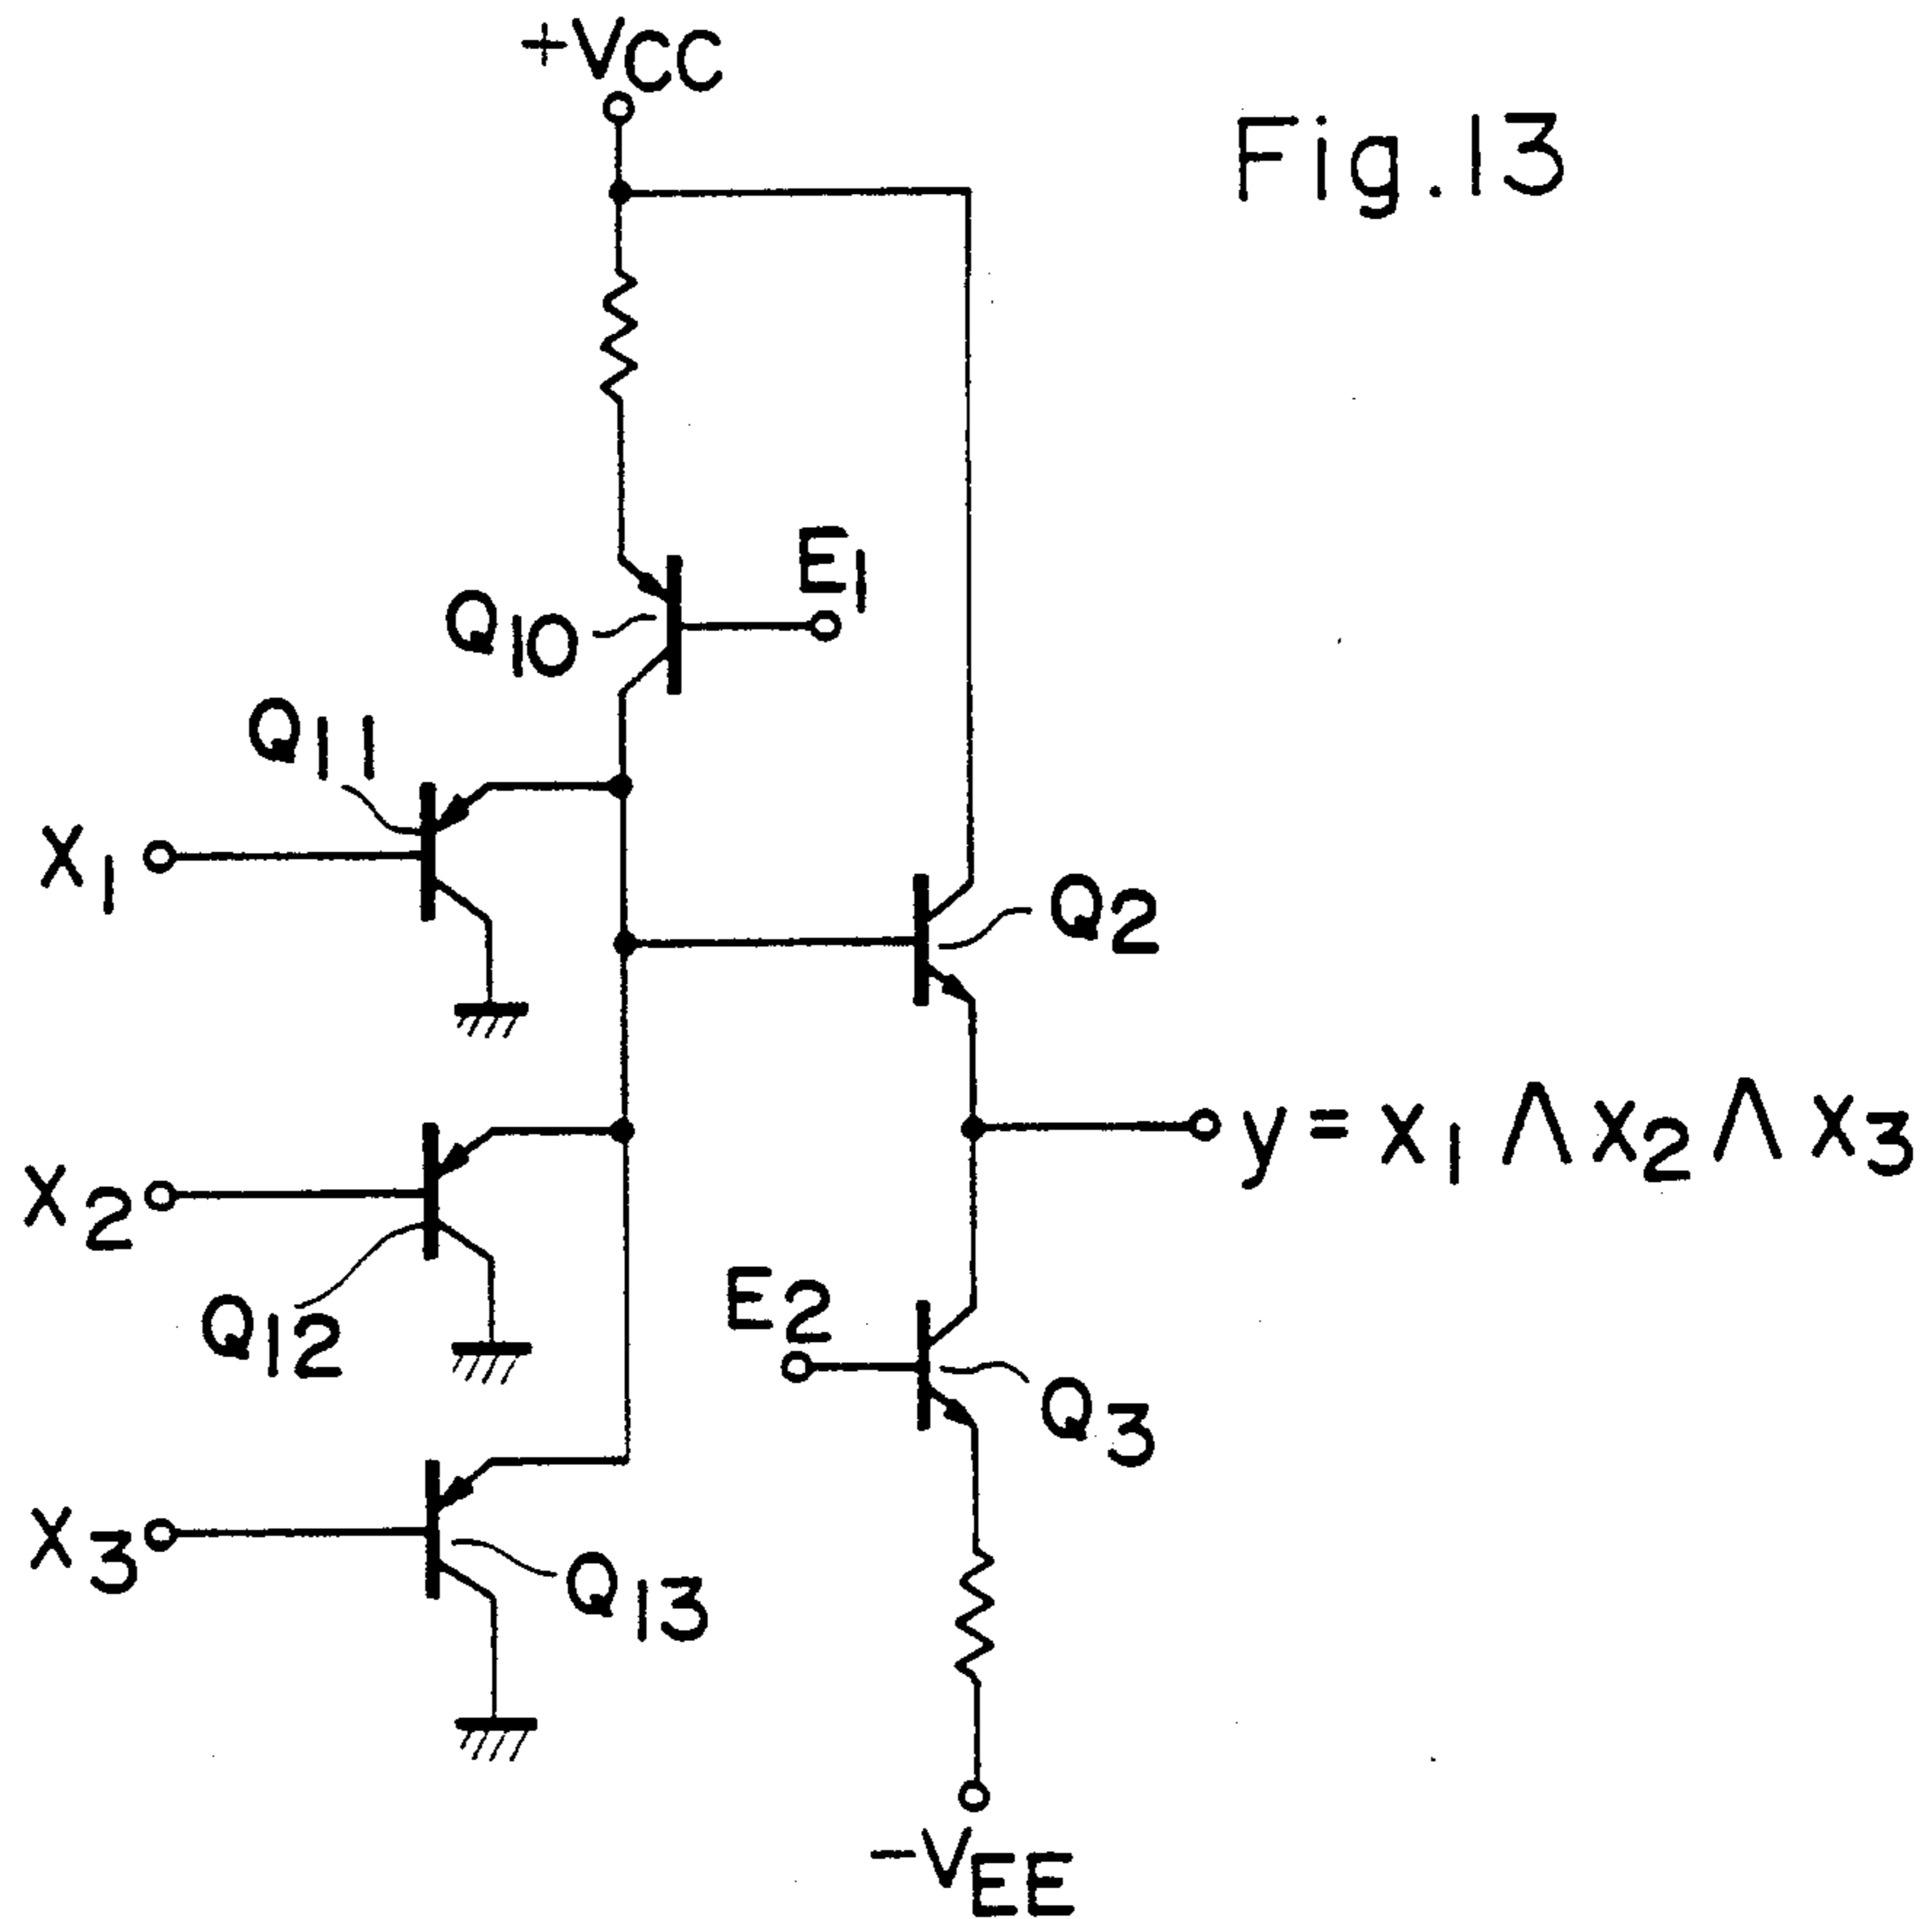 +VCC
Fig.13
E1
Q10
Q11
X1
Q2
y = x1 ∧ x2 ∧ x3
X2
E2
Q12
Q3
X3
Q13
-VEE